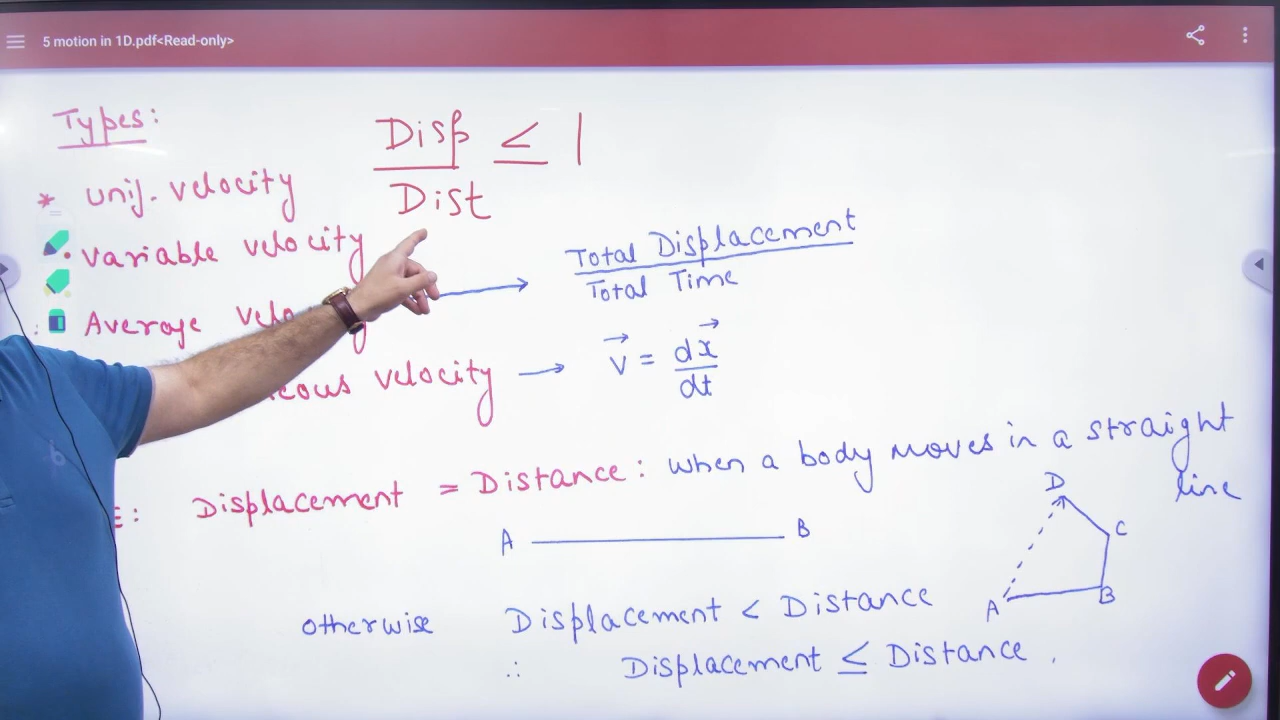 5 motion in 1D.pdf<Read-only>
Types:
Disp ≤ 1
Dist
* unif. velocity
variable velocity
Average
Total Displacement
Total Time
velocity
v⃗ = dx⃗
dt
Displacement = Distance: when a body moves in a straight
line
A B
D
C
A
B
otherwise Displacement < Distance
∴ Displacement ≤ Distance.